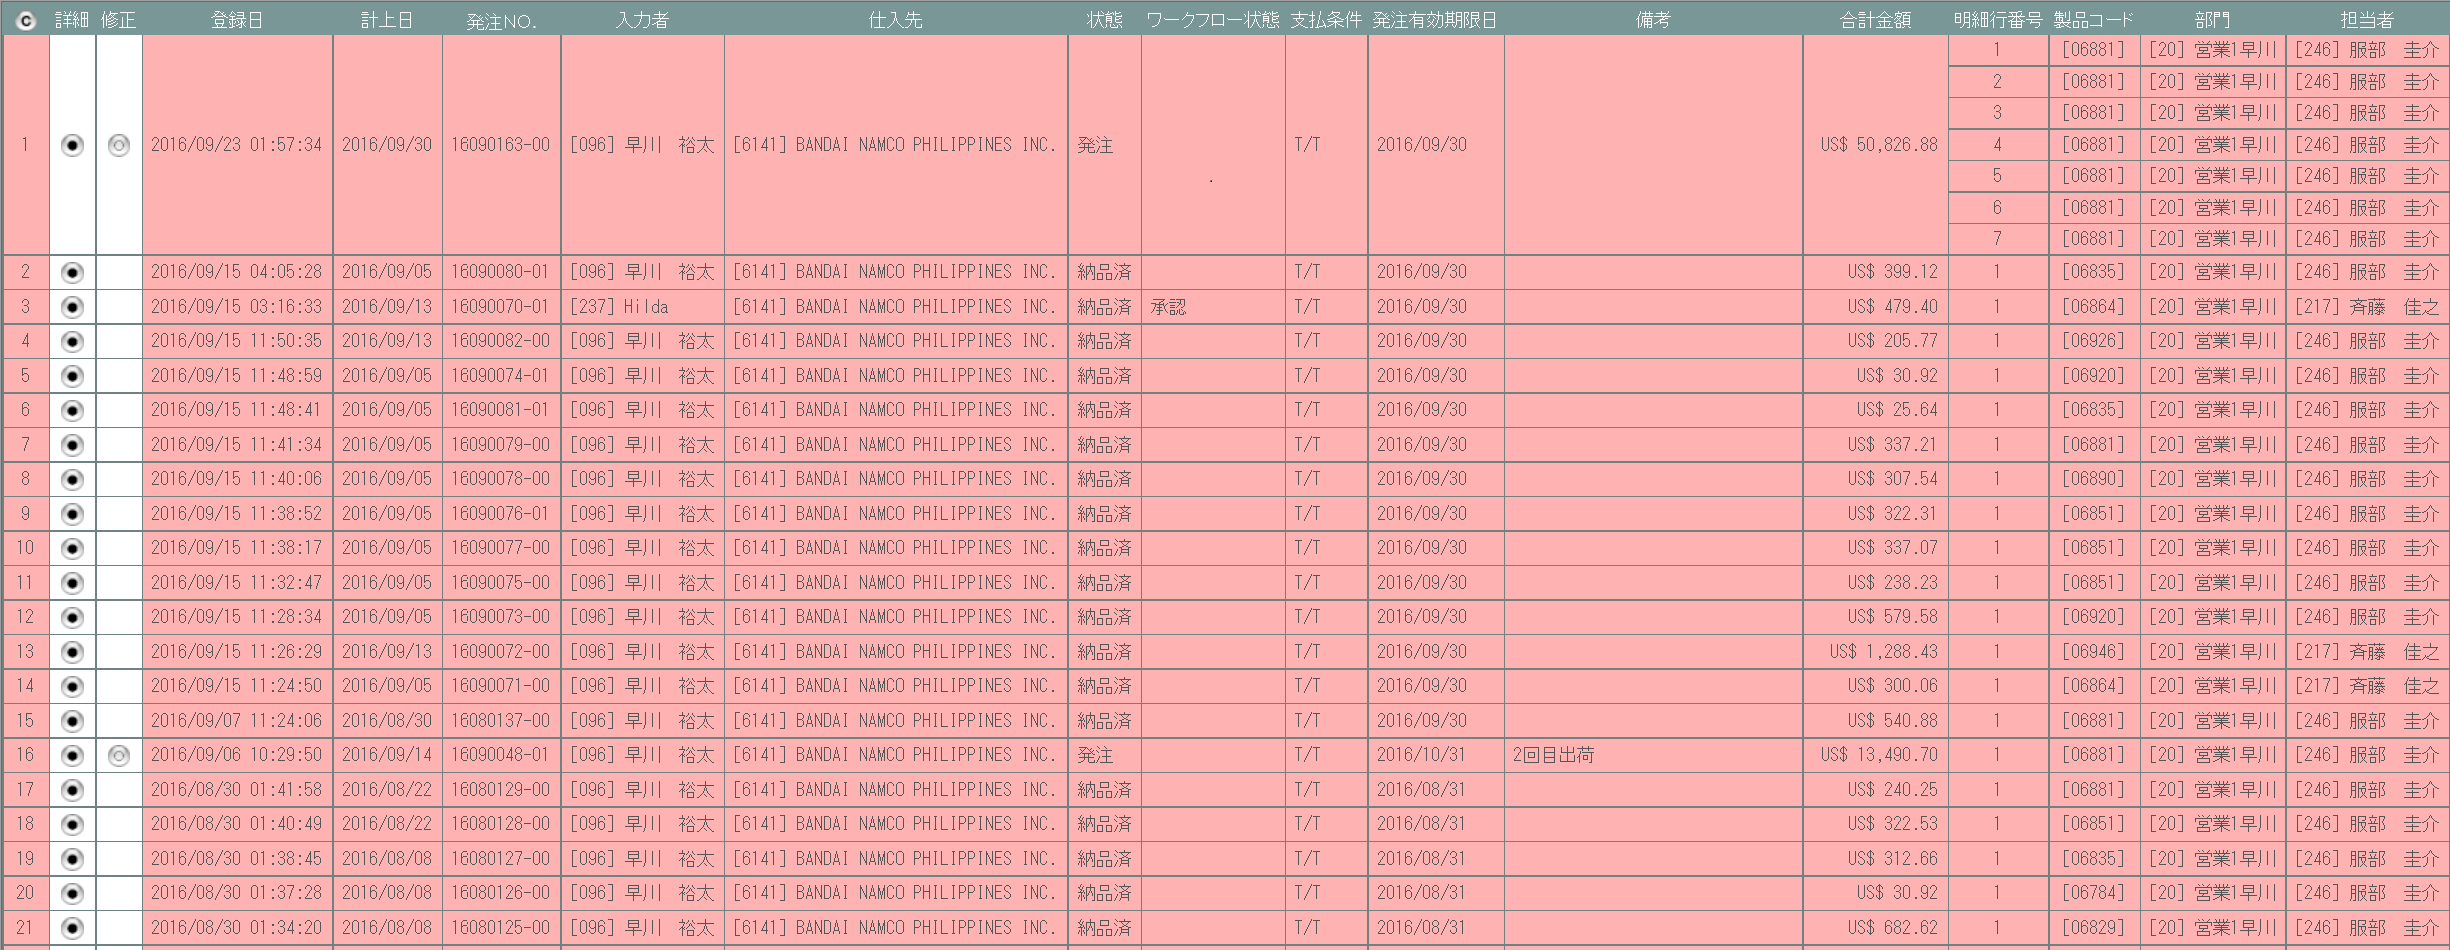 C 詳細 修正 登録日 計上日 発注NO. 入力者 仕入先 状態 ワークフロー状態 支払条件 発注有効期限日 備考 合計金額 明細行番号 製品コード 部門 担当者
1 2016/09/23 01:57:34 2016/09/30 16090163-00 [096] 早川 裕太 [6141] BANDAI NAMCO PHILIPPINES INC. 発注 . T/T 2016/09/30 US$ 50,826.88 1 [06881] [20] 営業1早川 [246] 服部 圭介
2 [06881] [20] 営業1早川 [246] 服部 圭介
3 [06881] [20] 営業1早川 [246] 服部 圭介
4 [06881] [20] 営業1早川 [246] 服部 圭介
5 [06881] [20] 営業1早川 [246] 服部 圭介
6 [06881] [20] 営業1早川 [246] 服部 圭介
7 [06881] [20] 営業1早川 [246] 服部 圭介
2 2016/09/15 04:05:28 2016/09/05 16090080-01 [096] 早川 裕太 [6141] BANDAI NAMCO PHILIPPINES INC. 納品済 T/T 2016/09/30 US$ 399.12 1 [06835] [20] 営業1早川 [246] 服部 圭介
3 2016/09/15 03:16:33 2016/09/13 16090070-01 [237] Hilda [6141] BANDAI NAMCO PHILIPPINES INC. 納品済 承認 T/T 2016/09/30 US$ 479.40 1 [06864] [20] 営業1早川 [217] 斉藤 佳之
4 2016/09/15 11:50:35 2016/09/13 16090082-00 [096] 早川 裕太 [6141] BANDAI NAMCO PHILIPPINES INC. 納品済 T/T 2016/09/30 US$ 205.77 1 [06926] [20] 営業1早川 [246] 服部 圭介
5 2016/09/15 11:48:59 2016/09/05 16090074-01 [096] 早川 裕太 [6141] BANDAI NAMCO PHILIPPINES INC. 納品済 T/T 2016/09/30 US$ 30.92 1 [06920] [20] 営業1早川 [246] 服部 圭介
6 2016/09/15 11:48:41 2016/09/05 16090081-01 [096] 早川 裕太 [6141] BANDAI NAMCO PHILIPPINES INC. 納品済 T/T 2016/09/30 US$ 25.64 1 [06835] [20] 営業1早川 [246] 服部 圭介
7 2016/09/15 11:41:34 2016/09/05 16090079-00 [096] 早川 裕太 [6141] BANDAI NAMCO PHILIPPINES INC. 納品済 T/T 2016/09/30 US$ 337.21 1 [06881] [20] 営業1早川 [246] 服部 圭介
8 2016/09/15 11:40:06 2016/09/05 16090078-00 [096] 早川 裕太 [6141] BANDAI NAMCO PHILIPPINES INC. 納品済 T/T 2016/09/30 US$ 307.54 1 [06890] [20] 営業1早川 [246] 服部 圭介
9 2016/09/15 11:38:52 2016/09/05 16090076-01 [096] 早川 裕太 [6141] BANDAI NAMCO PHILIPPINES INC. 納品済 T/T 2016/09/30 US$ 322.31 1 [06851] [20] 営業1早川 [246] 服部 圭介
10 2016/09/15 11:38:17 2016/09/05 16090077-00 [096] 早川 裕太 [6141] BANDAI NAMCO PHILIPPINES INC. 納品済 T/T 2016/09/30 US$ 337.07 1 [06851] [20] 営業1早川 [246] 服部 圭介
11 2016/09/15 11:32:47 2016/09/05 16090075-00 [096] 早川 裕太 [6141] BANDAI NAMCO PHILIPPINES INC. 納品済 T/T 2016/09/30 US$ 238.23 1 [06851] [20] 営業1早川 [246] 服部 圭介
12 2016/09/15 11:28:34 2016/09/05 16090073-00 [096] 早川 裕太 [6141] BANDAI NAMCO PHILIPPINES INC. 納品済 T/T 2016/09/30 US$ 579.58 1 [06920] [20] 営業1早川 [246] 服部 圭介
13 2016/09/15 11:26:29 2016/09/13 16090072-00 [096] 早川 裕太 [6141] BANDAI NAMCO PHILIPPINES INC. 納品済 T/T 2016/09/30 US$ 1,288.43 1 [06946] [20] 営業1早川 [217] 斉藤 佳之
14 2016/09/15 11:24:50 2016/09/05 16090071-00 [096] 早川 裕太 [6141] BANDAI NAMCO PHILIPPINES INC. 納品済 T/T 2016/09/30 US$ 300.06 1 [06864] [20] 営業1早川 [217] 斉藤 佳之
15 2016/09/07 11:24:06 2016/08/30 16080137-00 [096] 早川 裕太 [6141] BANDAI NAMCO PHILIPPINES INC. 納品済 T/T 2016/09/30 US$ 540.88 1 [06881] [20] 営業1早川 [246] 服部 圭介
16 2016/09/06 10:29:50 2016/09/14 16090048-01 [096] 早川 裕太 [6141] BANDAI NAMCO PHILIPPINES INC. 発注 T/T 2016/10/31 2回目出荷 US$ 13,490.70 1 [06881] [20] 営業1早川 [246] 服部 圭介
17 2016/08/30 01:41:58 2016/08/22 16080129-00 [096] 早川 裕太 [6141] BANDAI NAMCO PHILIPPINES INC. 納品済 T/T 2016/08/31 US$ 240.25 1 [06881] [20] 営業1早川 [246] 服部 圭介
18 2016/08/30 01:40:49 2016/08/22 16080128-00 [096] 早川 裕太 [6141] BANDAI NAMCO PHILIPPINES INC. 納品済 T/T 2016/08/31 US$ 322.53 1 [06851] [20] 営業1早川 [246] 服部 圭介
19 2016/08/30 01:38:45 2016/08/08 16080127-00 [096] 早川 裕太 [6141] BANDAI NAMCO PHILIPPINES INC. 納品済 T/T 2016/08/31 US$ 312.66 1 [06835] [20] 営業1早川 [246] 服部 圭介
20 2016/08/30 01:37:28 2016/08/08 16080126-00 [096] 早川 裕太 [6141] BANDAI NAMCO PHILIPPINES INC. 納品済 T/T 2016/08/31 US$ 30.92 1 [06784] [20] 営業1早川 [246] 服部 圭介
21 2016/08/30 01:34:20 2016/08/08 16080125-00 [096] 早川 裕太 [6141] BANDAI NAMCO PHILIPPINES INC. 納品済 T/T 2016/08/31 US$ 682.62 1 [06829] [20] 営業1早川 [246] 服部 圭介